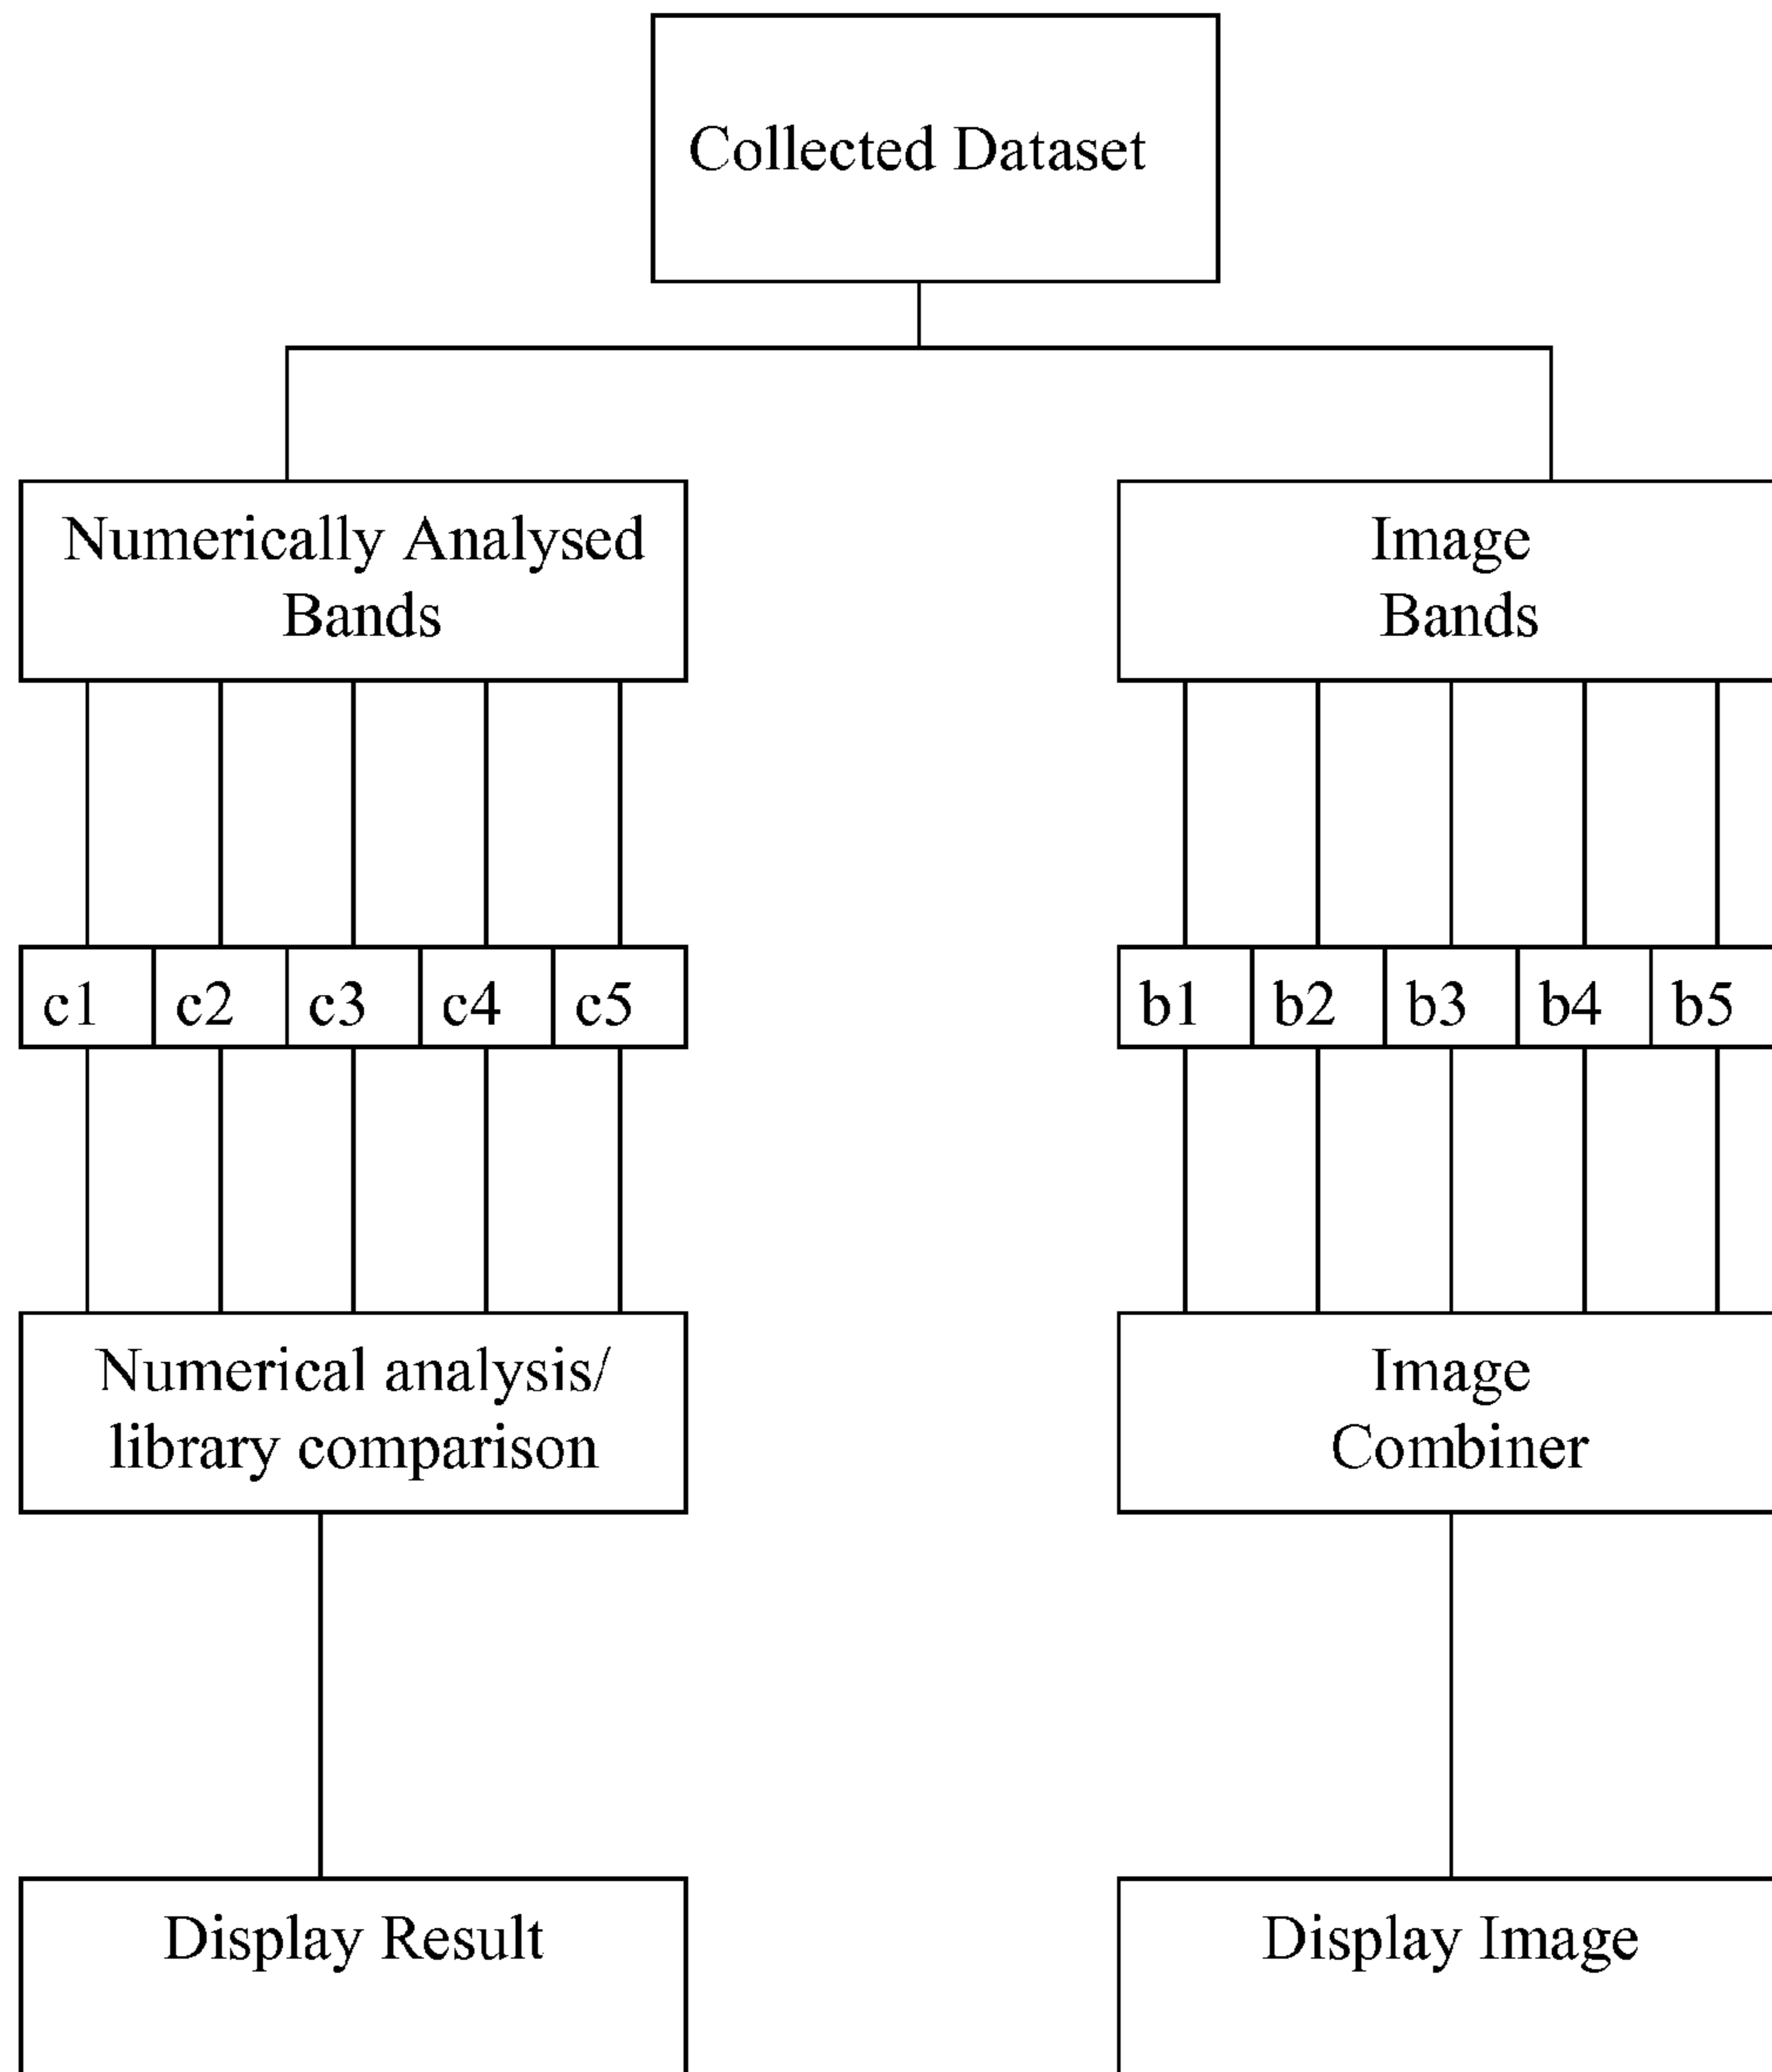 Collected Dataset
Numerically Analysed
Bands
Image
Bands
c1 c2 c3 c4 c5
b1 b2 b3 b4 b5
Numerical analysis/
library comparison
Image
Combiner
Display Result
Display Image